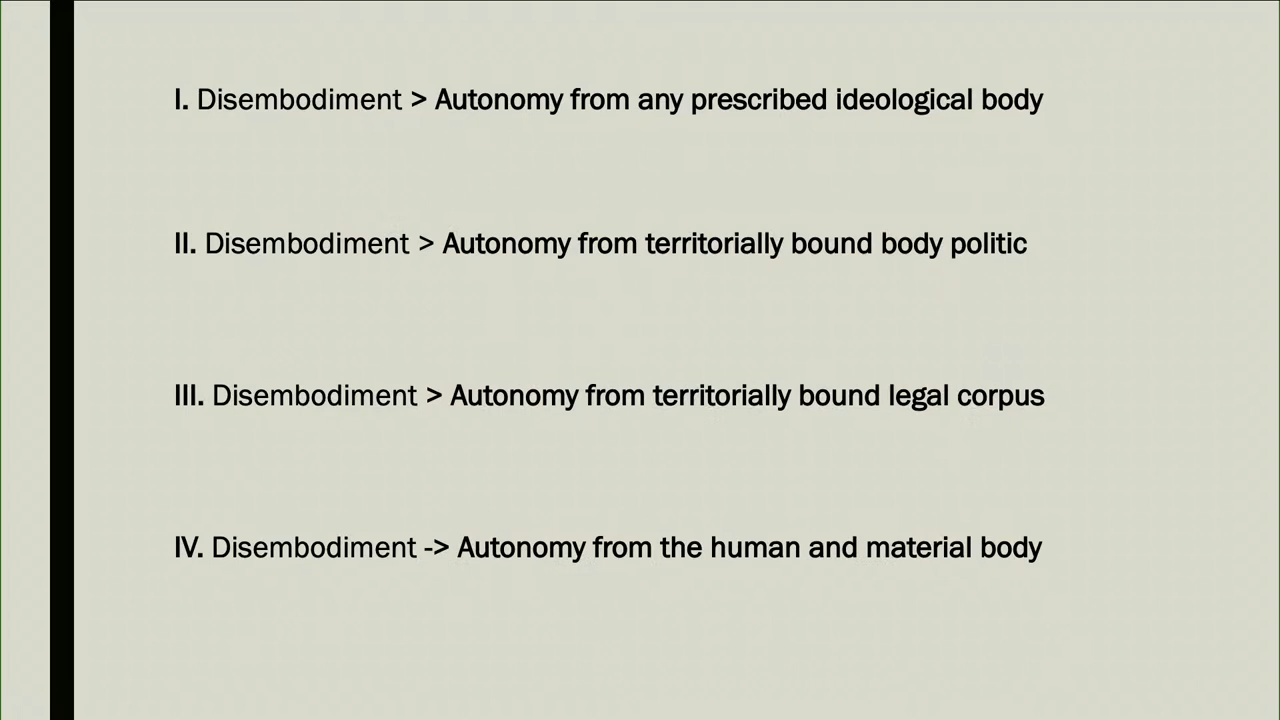 I. Disembodiment > Autonomy from any prescribed ideological body
II. Disembodiment > Autonomy from territorially bound body politic
III. Disembodiment > Autonomy from territorially bound legal corpus
IV. Disembodiment -> Autonomy from the human and material body